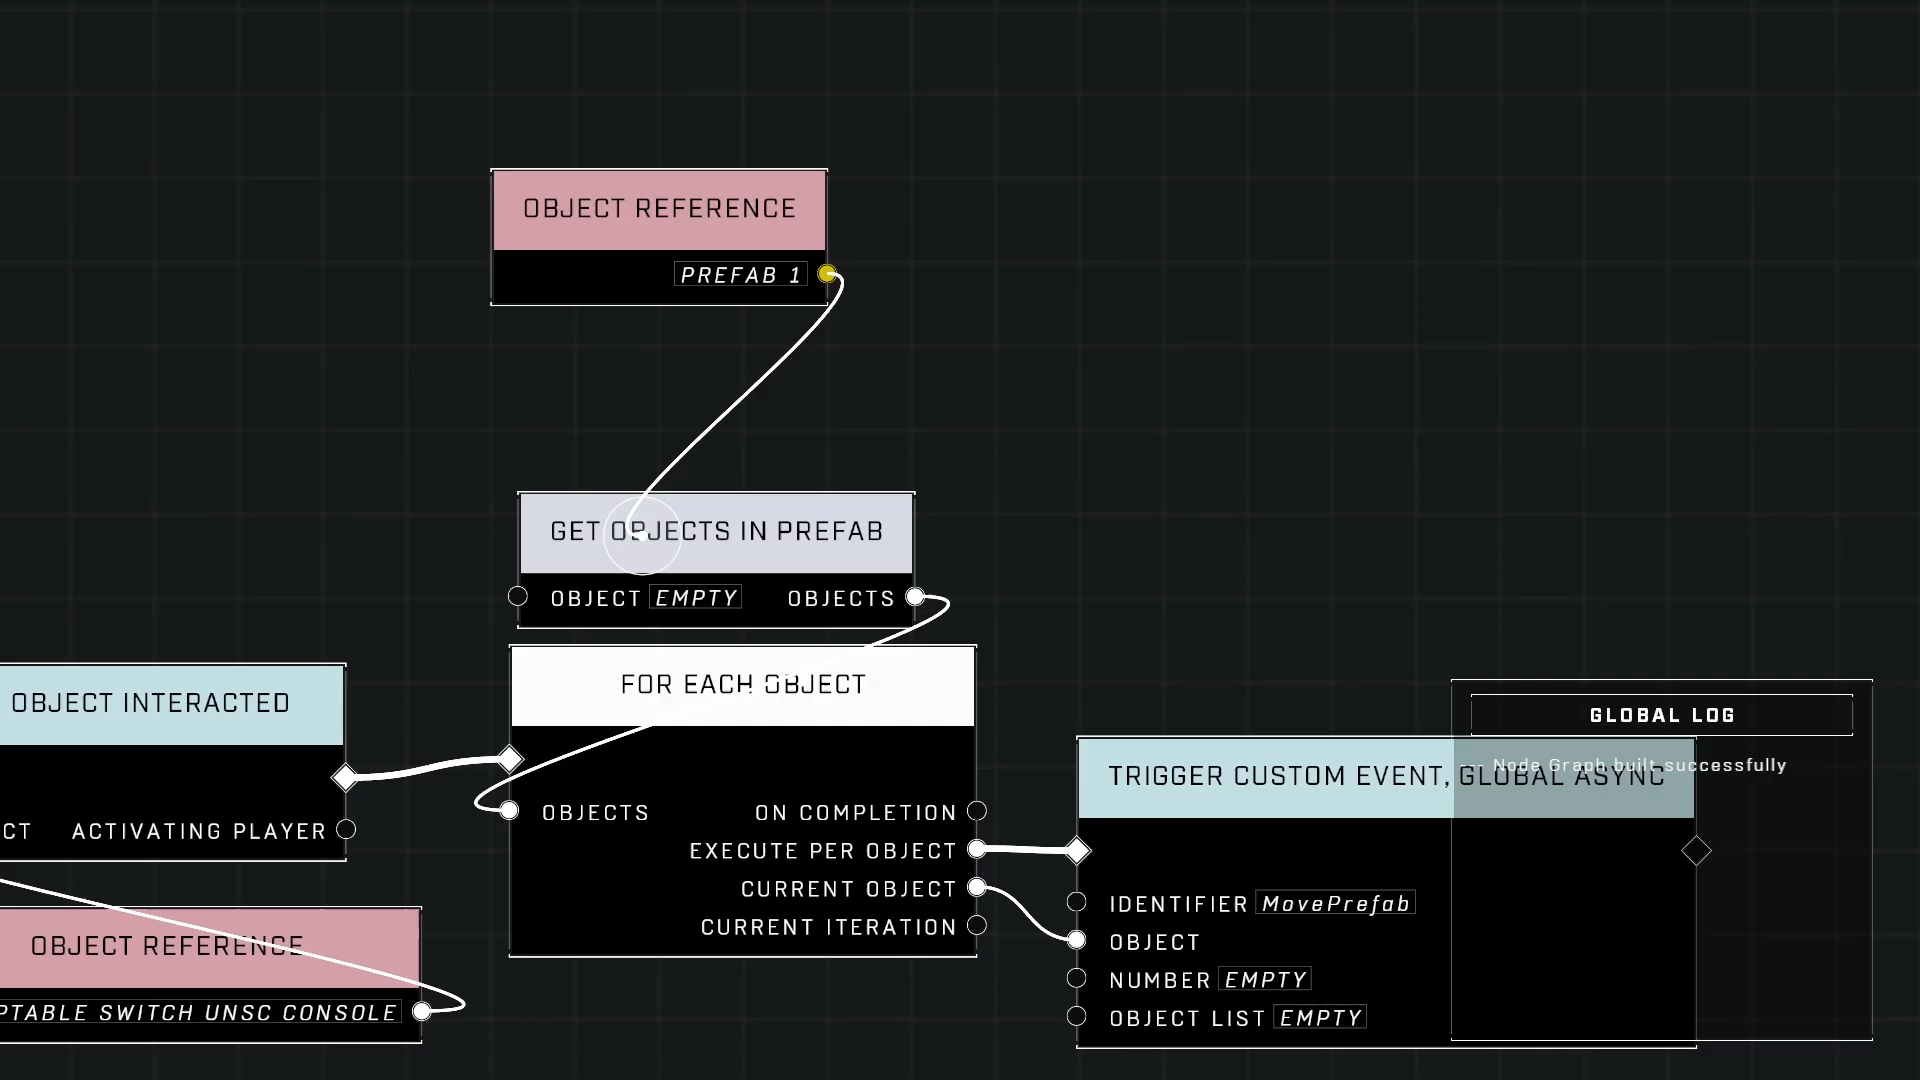 OBJECT REFERENCE
PREFAB 1
GET OBJECTS IN PREFAB
OBJECT EMPTY OBJECTS
FOR EACH OBJECT
OBJECTS ON COMPLETION
EXECUTE PER OBJECT
CURRENT OBJECT
CURRENT ITERATION
OBJECT INTERACTED
CT ACTIVATING PLAYER
OBJECT REFERENCE
PTABLE SWITCH UNSC CONSOLE
TRIGGER CUSTOM EVENT, GLOBAL ASYNC
IDENTIFIER MovePrefab
OBJECT
NUMBER EMPTY
OBJECT LIST EMPTY
GLOBAL LOG
--- Node Graph built successfully